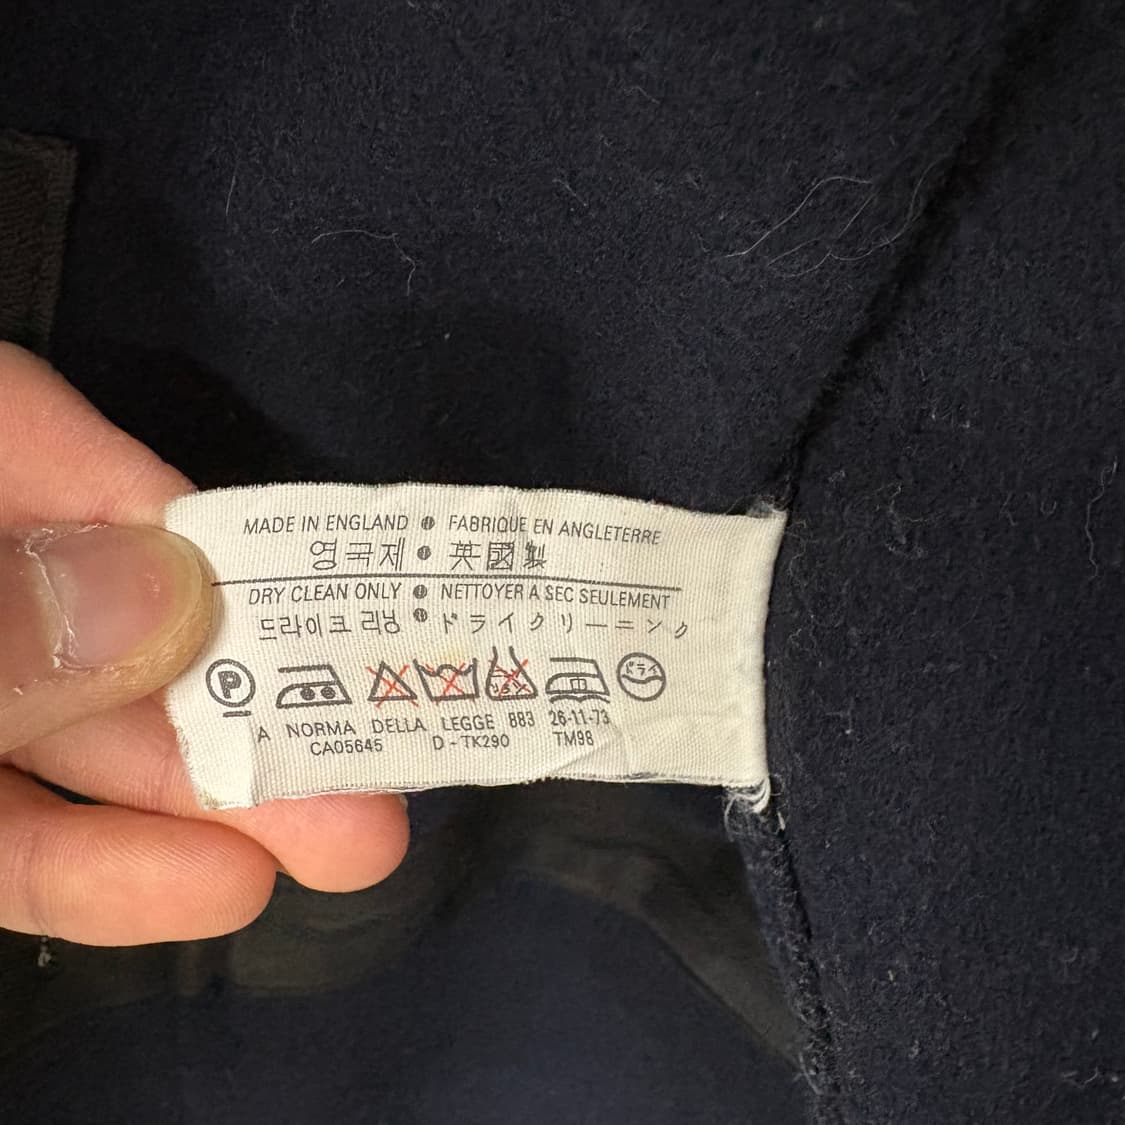 MADE IN ENGLAND ● FABRIQUE EN ANGLETERRE
영국제 ● 英國製
DRY CLEAN ONLY ● NETTOYER A SEC SEULEMENT
드라이크 리닝 ● ドライクリーニング
P ドライ
A NORMA DELLA LEGGE 883 26-11-73
CA05645 D-TK290 TM98